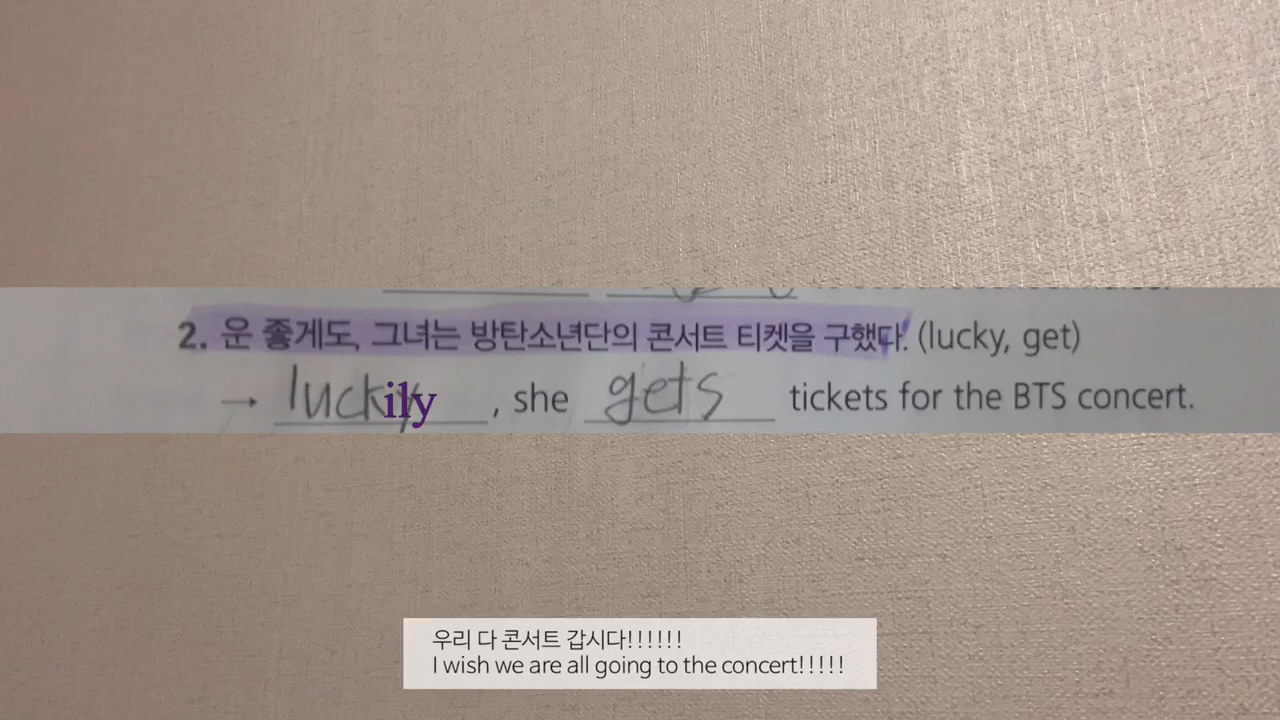 2. 운 좋게도, 그녀는 방탄소년단의 콘서트 티켓을 구했다. (lucky, get)
→ luckily, she gets tickets for the BTS concert.
우리 다 콘서트 갑시다!!!!!!
I wish we are all going to the concert!!!!!